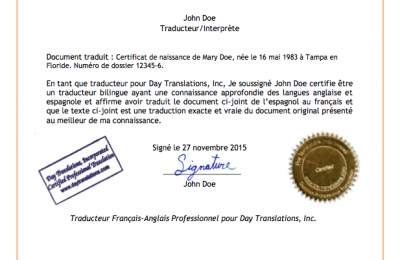 John Doe
Traducteur/Interprète
Document traduit : Certificat de naissance de Mary Doe, née le 16 mai 1983 à Tampa en
Floride. Numéro de dossier 12345-6.
En tant que traducteur pour Day Translations, Inc, Je soussigné John Doe certifie être
un traducteur bilingue ayant une connaissance approfondie des langues anglaise et
espagnole et affirme avoir traduit le document ci-joint de l'espagnol au français et
que le texte ci-joint est une traduction exacte et vraie du document original présenté
au meilleur de ma connaissance.
Signé le 27 novembre 2015
Signature
John Doe
Day Translations, Incorporated
Certified Professional Translation
www.daytranslations.com
Certified
Traducteur Français-Anglais Professionnel pour Day Translations, Inc.